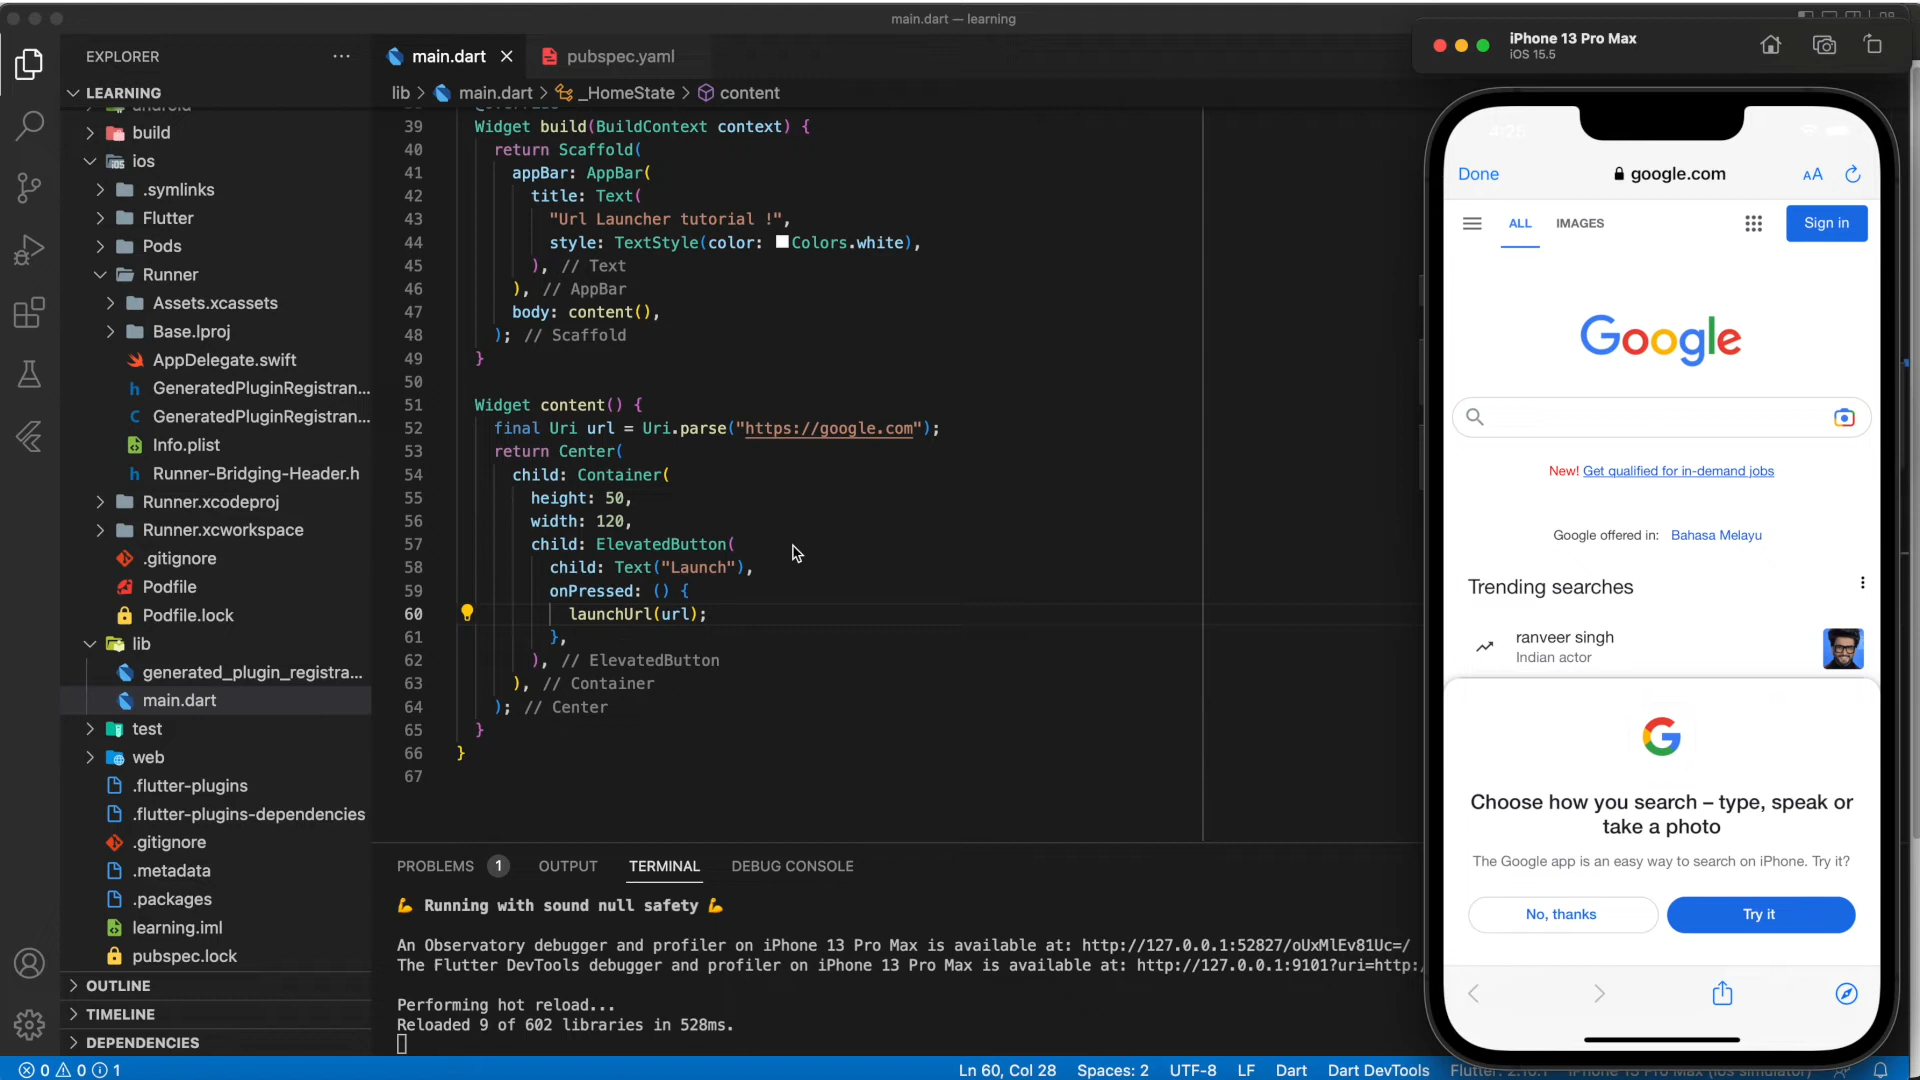 main.dart — learning
EXPLORER
LEARNING
android
build
ios
.symlinks
Flutter
Pods
Runner
Assets.xcassets
Base.lproj
AppDelegate.swift
GeneratedPluginRegistran...
GeneratedPluginRegistran...
Info.plist
Runner-Bridging-Header.h
Runner.xcodeproj
Runner.xcworkspace
.gitignore
Podfile
Podfile.lock
lib
generated_plugin_registra...
main.dart
test
web
.flutter-plugins
.flutter-plugins-dependencies
.gitignore
.metadata
.packages
learning.iml
pubspec.lock
OUTLINE
TIMELINE
DEPENDENCIES
main.dart
pubspec.yaml
lib > main.dart > _HomeState > content
39 Widget build(BuildContext context) {
40 return Scaffold(
41 appBar: AppBar(
42 title: Text(
43 "Url Launcher tutorial !",
44 style: TextStyle(color: Colors.white),
45 ), // Text
46 ), // AppBar
47 body: content(),
48 ); // Scaffold
49 }
50
51 Widget content() {
52 final Uri url = Uri.parse("https://google.com");
53 return Center(
54 child: Container(
55 height: 50,
56 width: 120,
57 child: ElevatedButton(
58 child: Text("Launch"),
59 onPressed: () {
60 launchUrl(url);
61 },
62 ), // ElevatedButton
63 ), // Container
64 ); // Center
65 }
66 }
67
PROBLEMS 1 OUTPUT TERMINAL DEBUG CONSOLE
💪 Running with sound null safety 💪
An Observatory debugger and profiler on iPhone 13 Pro Max is available at: http://127.0.0.1:52827/oUxMlEv81Uc=/
The Flutter DevTools debugger and profiler on iPhone 13 Pro Max is available at: http://127.0.0.1:9101?uri=http:
Performing hot reload...
Reloaded 9 of 602 libraries in 528ms.
0 0 1
Ln 60, Col 28 Spaces: 2 UTF-8 LF Dart Dart DevTools
iPhone 13 Pro Max
iOS 15.5
Done google.com AA
ALL IMAGES Sign in
Google
New! Get qualified for in-demand jobs
Google offered in: Bahasa Melayu
Trending searches
ranveer singh
Indian actor
G
Choose how you search – type, speak or
take a photo
The Google app is an easy way to search on iPhone. Try it?
No, thanks
Try it